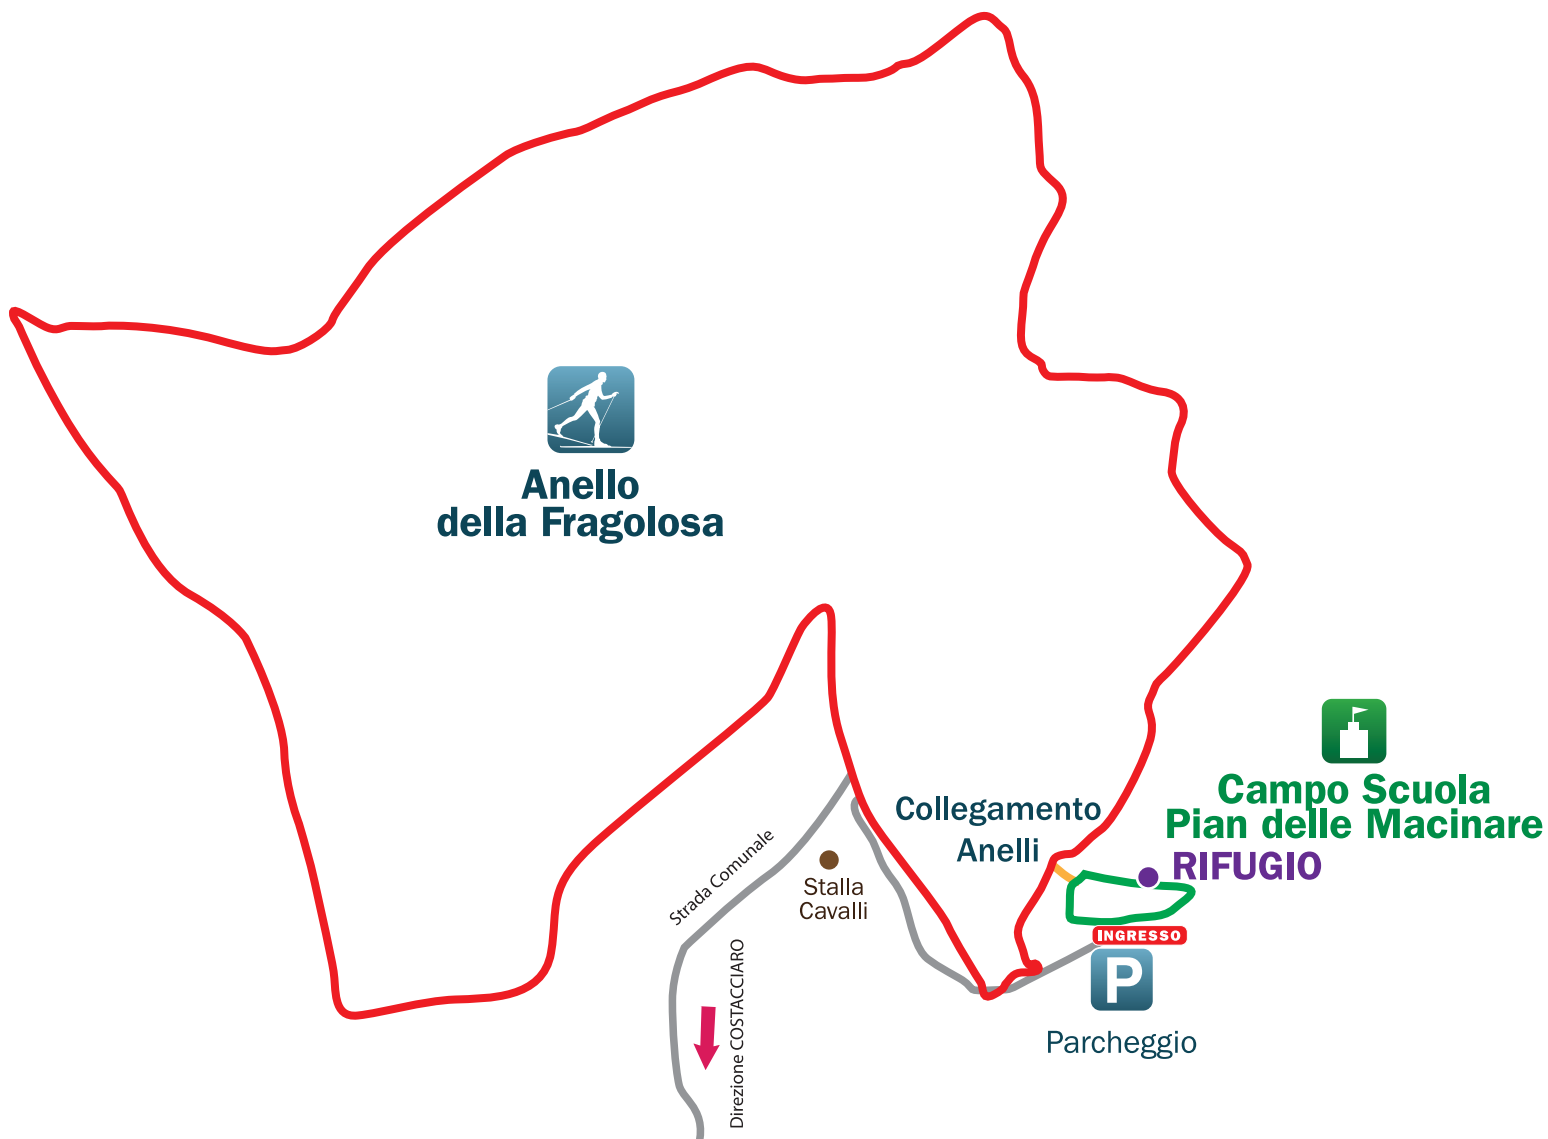 Anello
della Fragolosa
Campo Scuola
Pian delle Macinare
RIFUGIO
Collegamento
Anelli
Strada Comunale
Stalla
Cavalli
INGRESSO
P
Parcheggio
Direzione COSTACCIARO